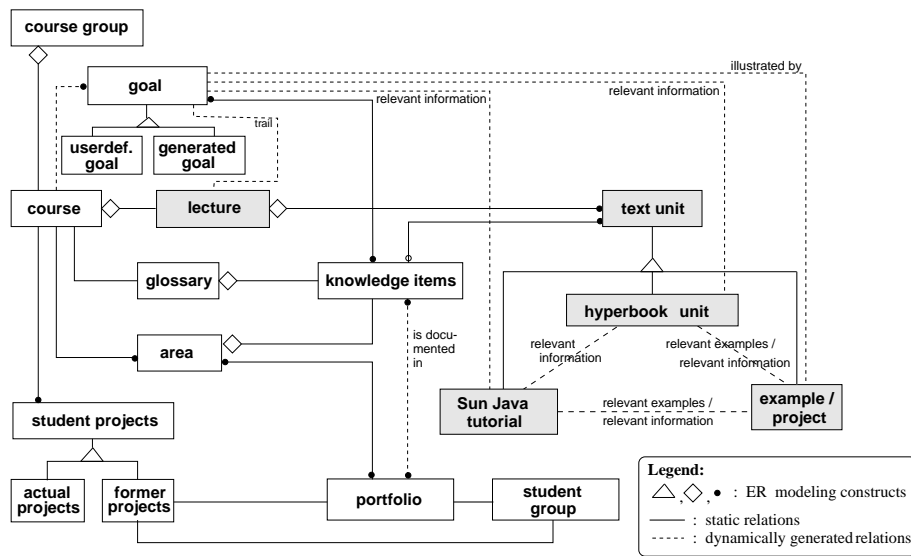 course group
goal
illustrated by
relevant information
relevant information
trail
userdef.
goal
generated
goal
course
lecture
text unit
glossary
knowledge items
hyperbook unit
is docu-
mented
in
relevant
information
relevant examples /
relevant information
area
Sun Java
tutorial
relevant examples /
relevant information
example /
project
student projects
actual
projects
former
projects
portfolio
student
group
Legend:
, , : ER modeling constructs
: static relations
: dynamically generated relations